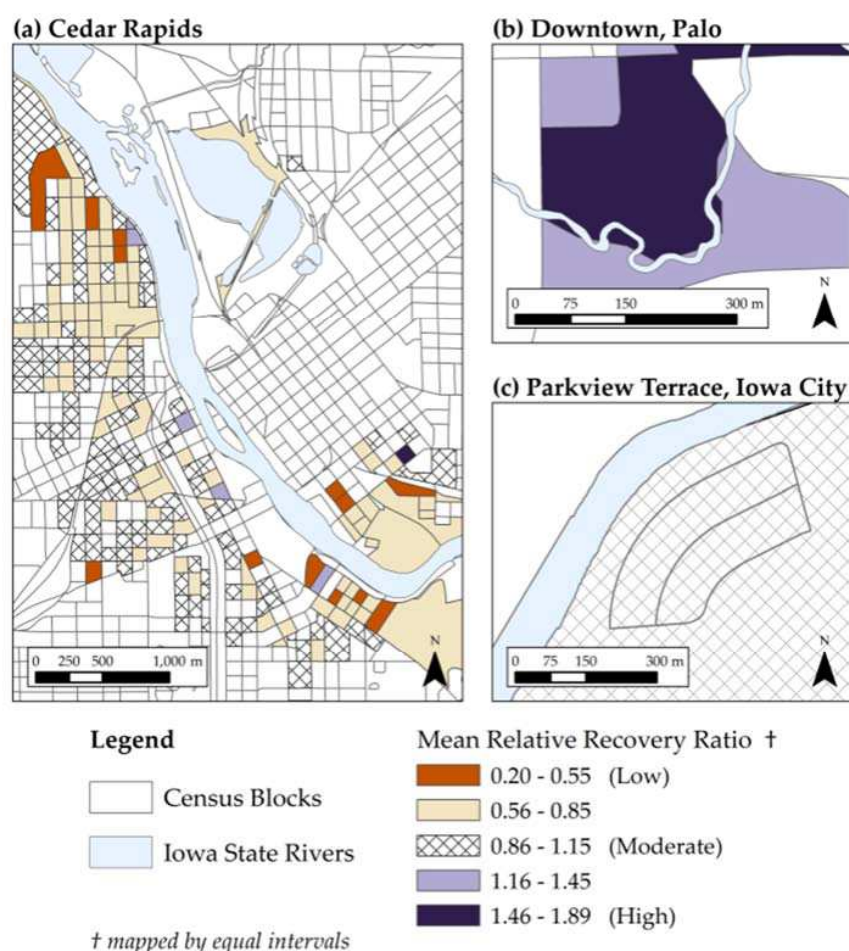 (a) Cedar Rapids
N
0 250 500 1,000 m
(b) Downtown, Palo
N
0 75 150 300 m
(c) Parkview Terrace, Iowa City
N
0 75 150 300 m
Legend
Census Blocks
Iowa State Rivers
† mapped by equal intervals
Mean Relative Recovery Ratio †
0.20 - 0.55 (Low)
0.56 - 0.85
0.86 - 1.15 (Moderate)
1.16 - 1.45
1.46 - 1.89 (High)